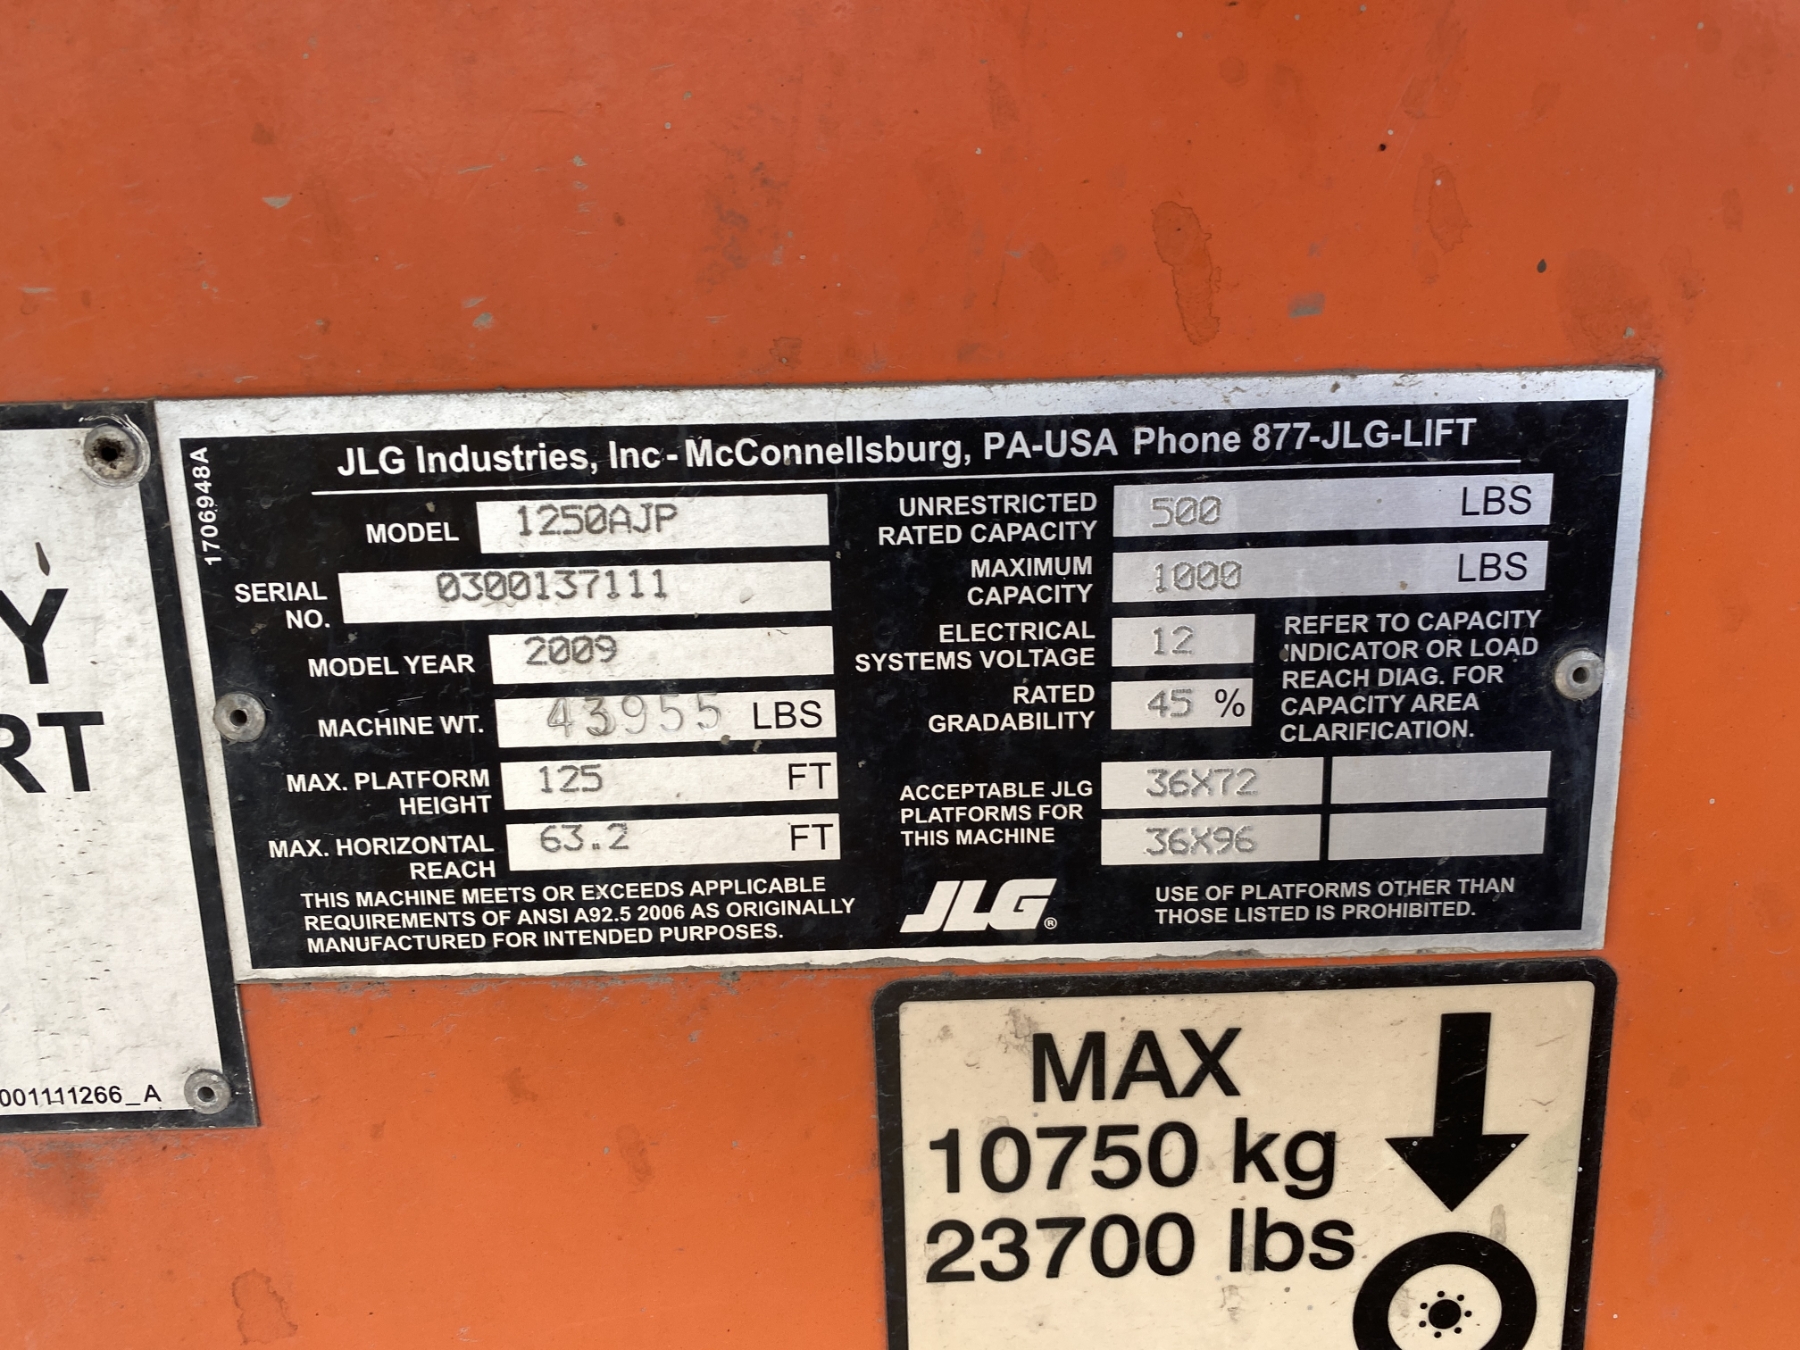 JLG Industries, Inc - McConnellsburg, PA-USA Phone 877-JLG-LIFT
1706948A
MODEL 1250AJP
SERIAL NO. 0300137111
MODEL YEAR 2009
MACHINE WT. 43955 LBS
MAX. PLATFORM HEIGHT 125 FT
MAX. HORIZONTAL REACH 63.2 FT
THIS MACHINE MEETS OR EXCEEDS APPLICABLE
REQUIREMENTS OF ANSI A92.5 2006 AS ORIGINALLY
MANUFACTURED FOR INTENDED PURPOSES.
UNRESTRICTED RATED CAPACITY 500 LBS
MAXIMUM CAPACITY 1000 LBS
ELECTRICAL SYSTEMS VOLTAGE 12
RATED GRADABILITY 45 %
REFER TO CAPACITY
INDICATOR OR LOAD
REACH DIAG. FOR
CAPACITY AREA
CLARIFICATION.
ACCEPTABLE JLG
PLATFORMS FOR
THIS MACHINE
36X72
36X96
JLG®
USE OF PLATFORMS OTHER THAN
THOSE LISTED IS PROHIBITED.
Y
RT
001111266_A
MAX
10750 kg
23700 lbs